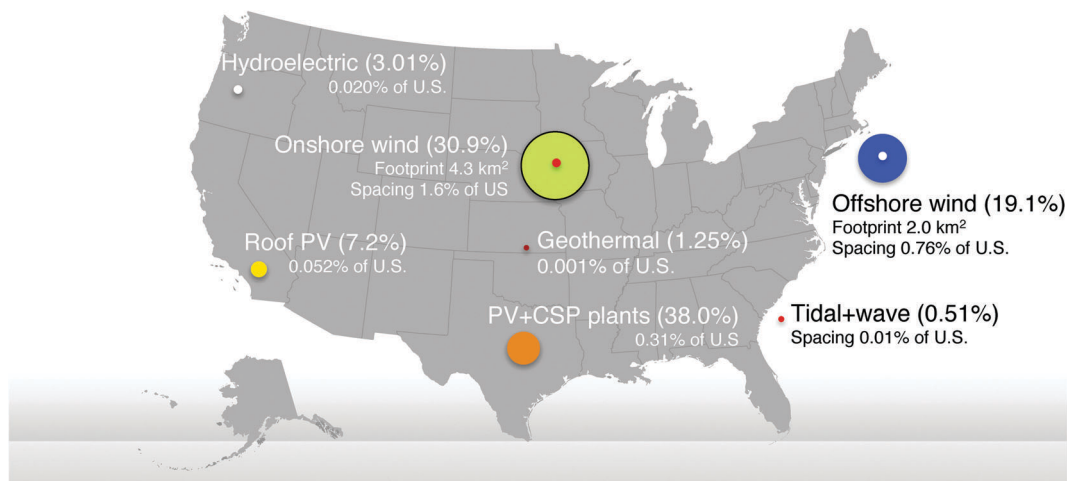 Hydroelectric (3.01%)
0.020% of U.S.
Onshore wind (30.9%)
Footprint 4.3 km²
Spacing 1.6% of US
Offshore wind (19.1%)
Footprint 2.0 km²
Spacing 0.76% of U.S.
Roof PV (7.2%)
0.052% of U.S.
Geothermal (1.25%)
0.001% of U.S.
PV+CSP plants (38.0%)
0.31% of U.S
Tidal+wave (0.51%)
Spacing 0.01% of U.S.